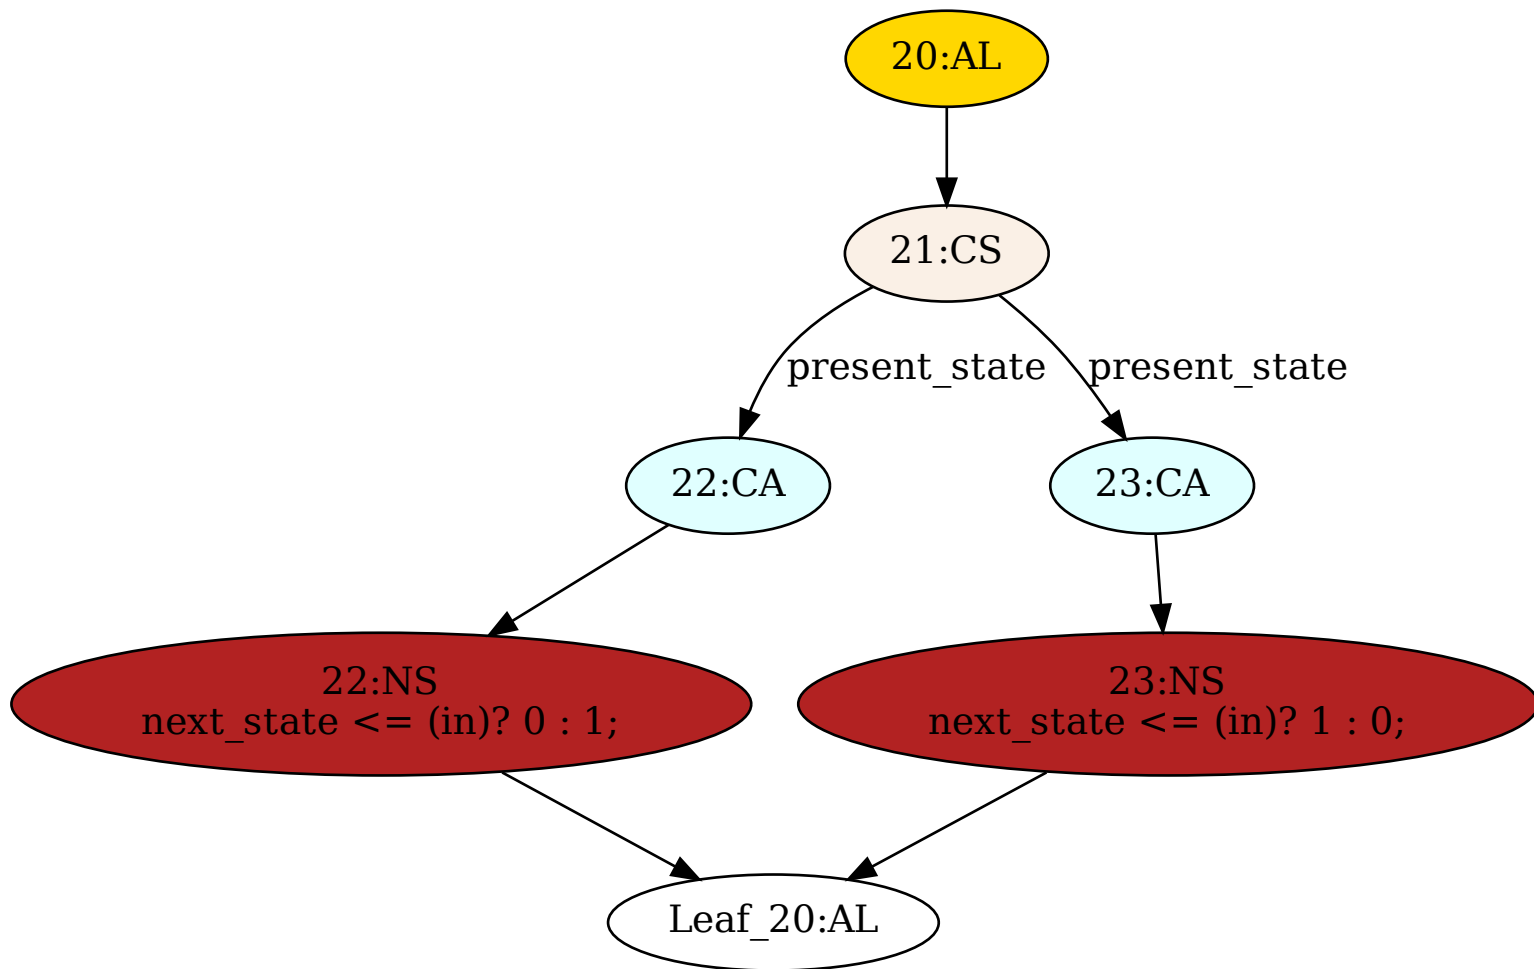 20:AL
21:CS
present_state
present_state
22:CA
23:CA
22:NS
next_state <= (in)? 0 : 1;
23:NS
next_state <= (in)? 1 : 0;
Leaf_20:AL